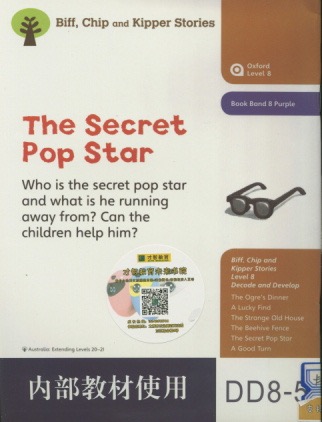 Biff, Chip and Kipper Stories
Oxford
Level 8
Book Band 8 Purple
The Secret
Pop Star
Who is the secret pop star
and what is he running
away from? Can the
children help him?
Biff, Chip and
Kipper Stories
Level 8
Decode and Develop
The Ogre's Dinner
A Lucky Find
The Strange Old House
The Beehive Fence
The Secret Pop Star
A Good Turn
Australia: Extending Levels 20–21
内部教材使用
DD8-5